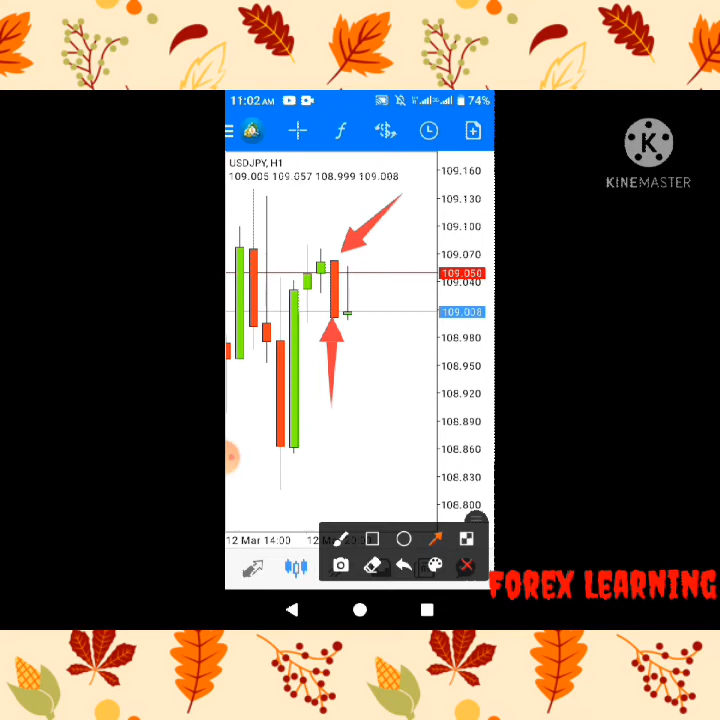 11:02 AM
74%
USDJPY, H1
109.005 109.057 108.999 109.008
109.160
109.130
109.100
109.070
109.050
109.040
109.008
108.980
108.950
108.920
108.890
108.860
108.830
108.800
12 Mar 14:00
KINEMASTER
FOREX LEARNING